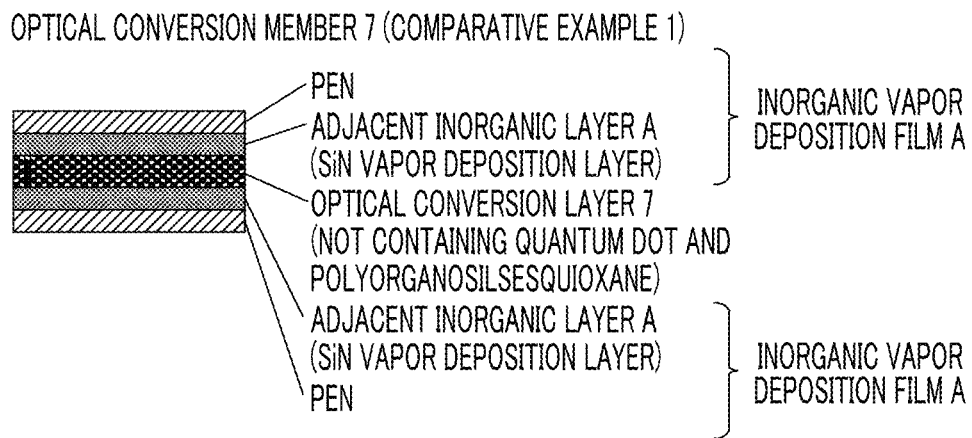 OPTICAL CONVERSION MEMBER 7 (COMPARATIVE EXAMPLE 1)
PEN
ADJACENT INORGANIC LAYER A
(SiN VAPOR DEPOSITION LAYER)
INORGANIC VAPOR
DEPOSITION FILM A
OPTICAL CONVERSION LAYER 7
(NOT CONTAINING QUANTUM DOT AND
POLYORGANOSILSESQUIOXANE)
ADJACENT INORGANIC LAYER A
(SiN VAPOR DEPOSITION LAYER)
PEN
INORGANIC VAPOR
DEPOSITION FILM A